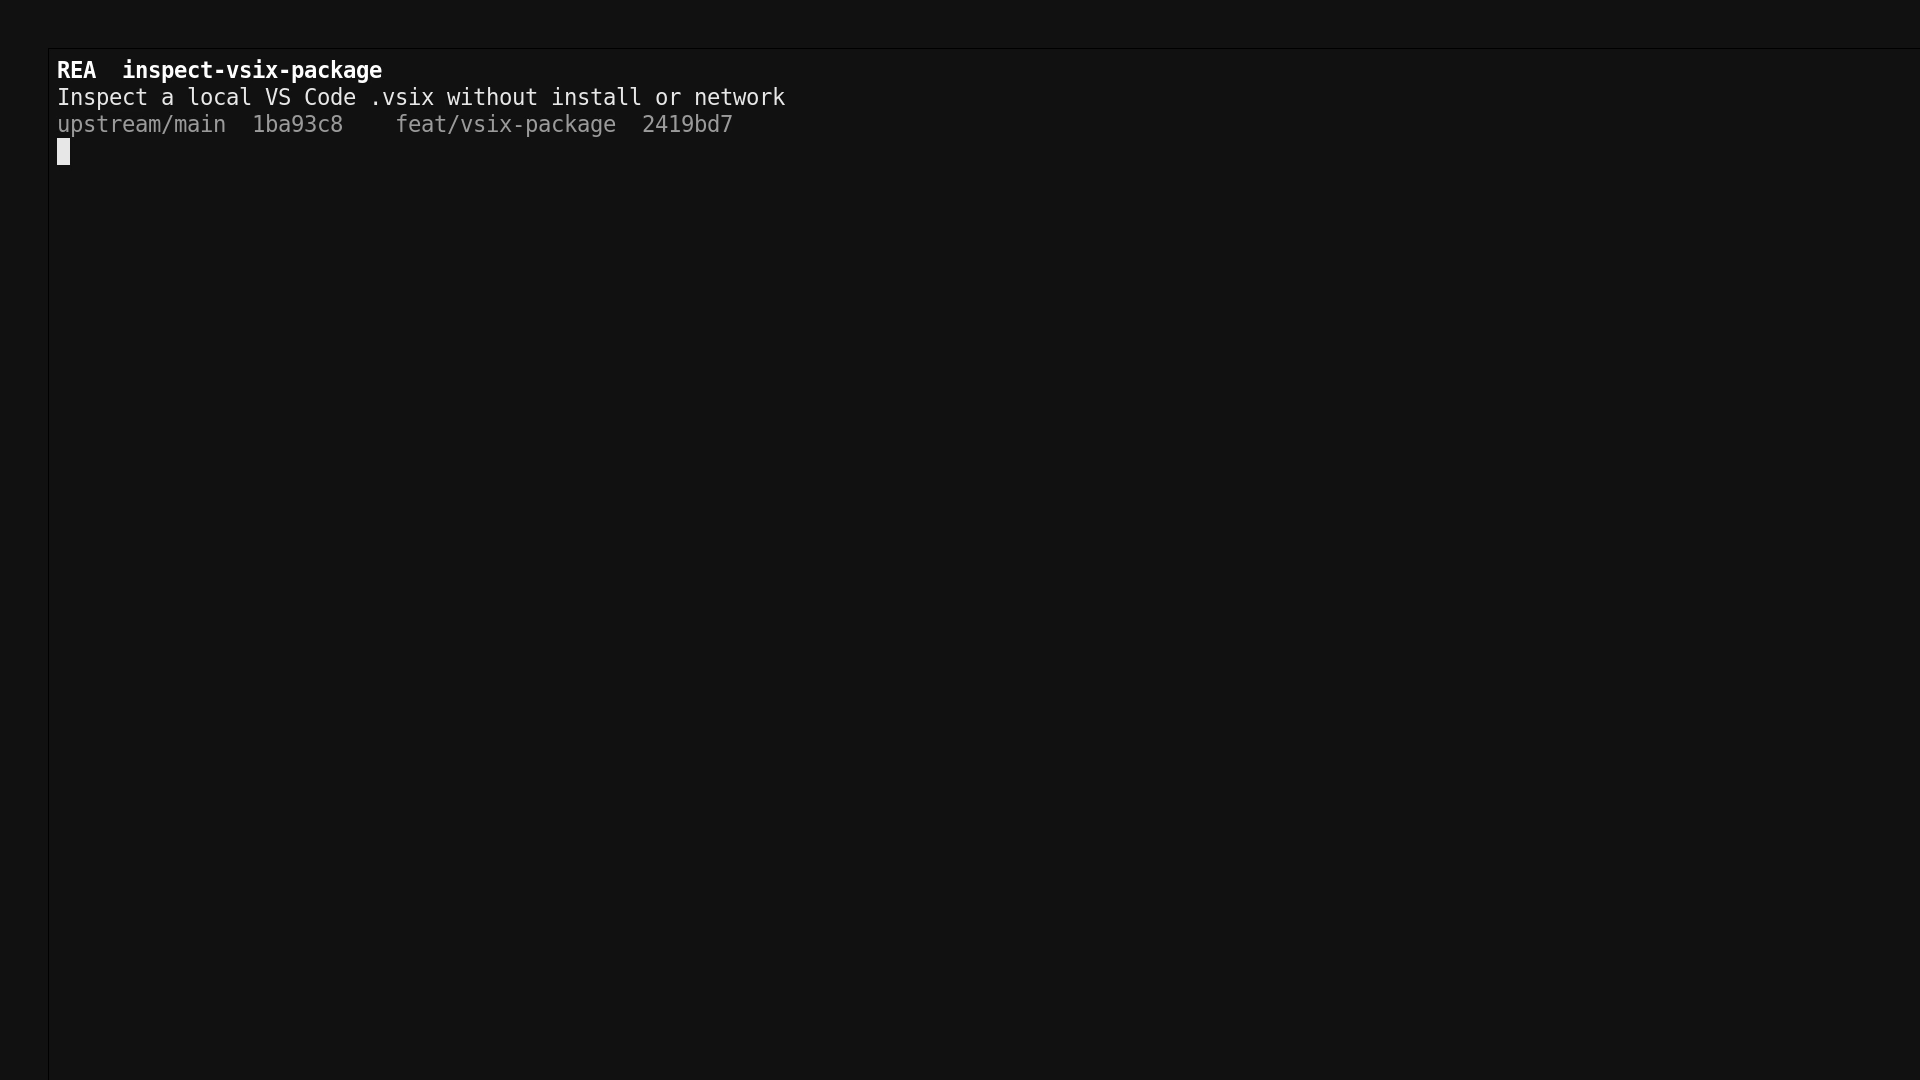 REA  inspect-vsix-package
Inspect a local VS Code .vsix without install or network
upstream/main  1ba93c8    feat/vsix-package  2419bd7